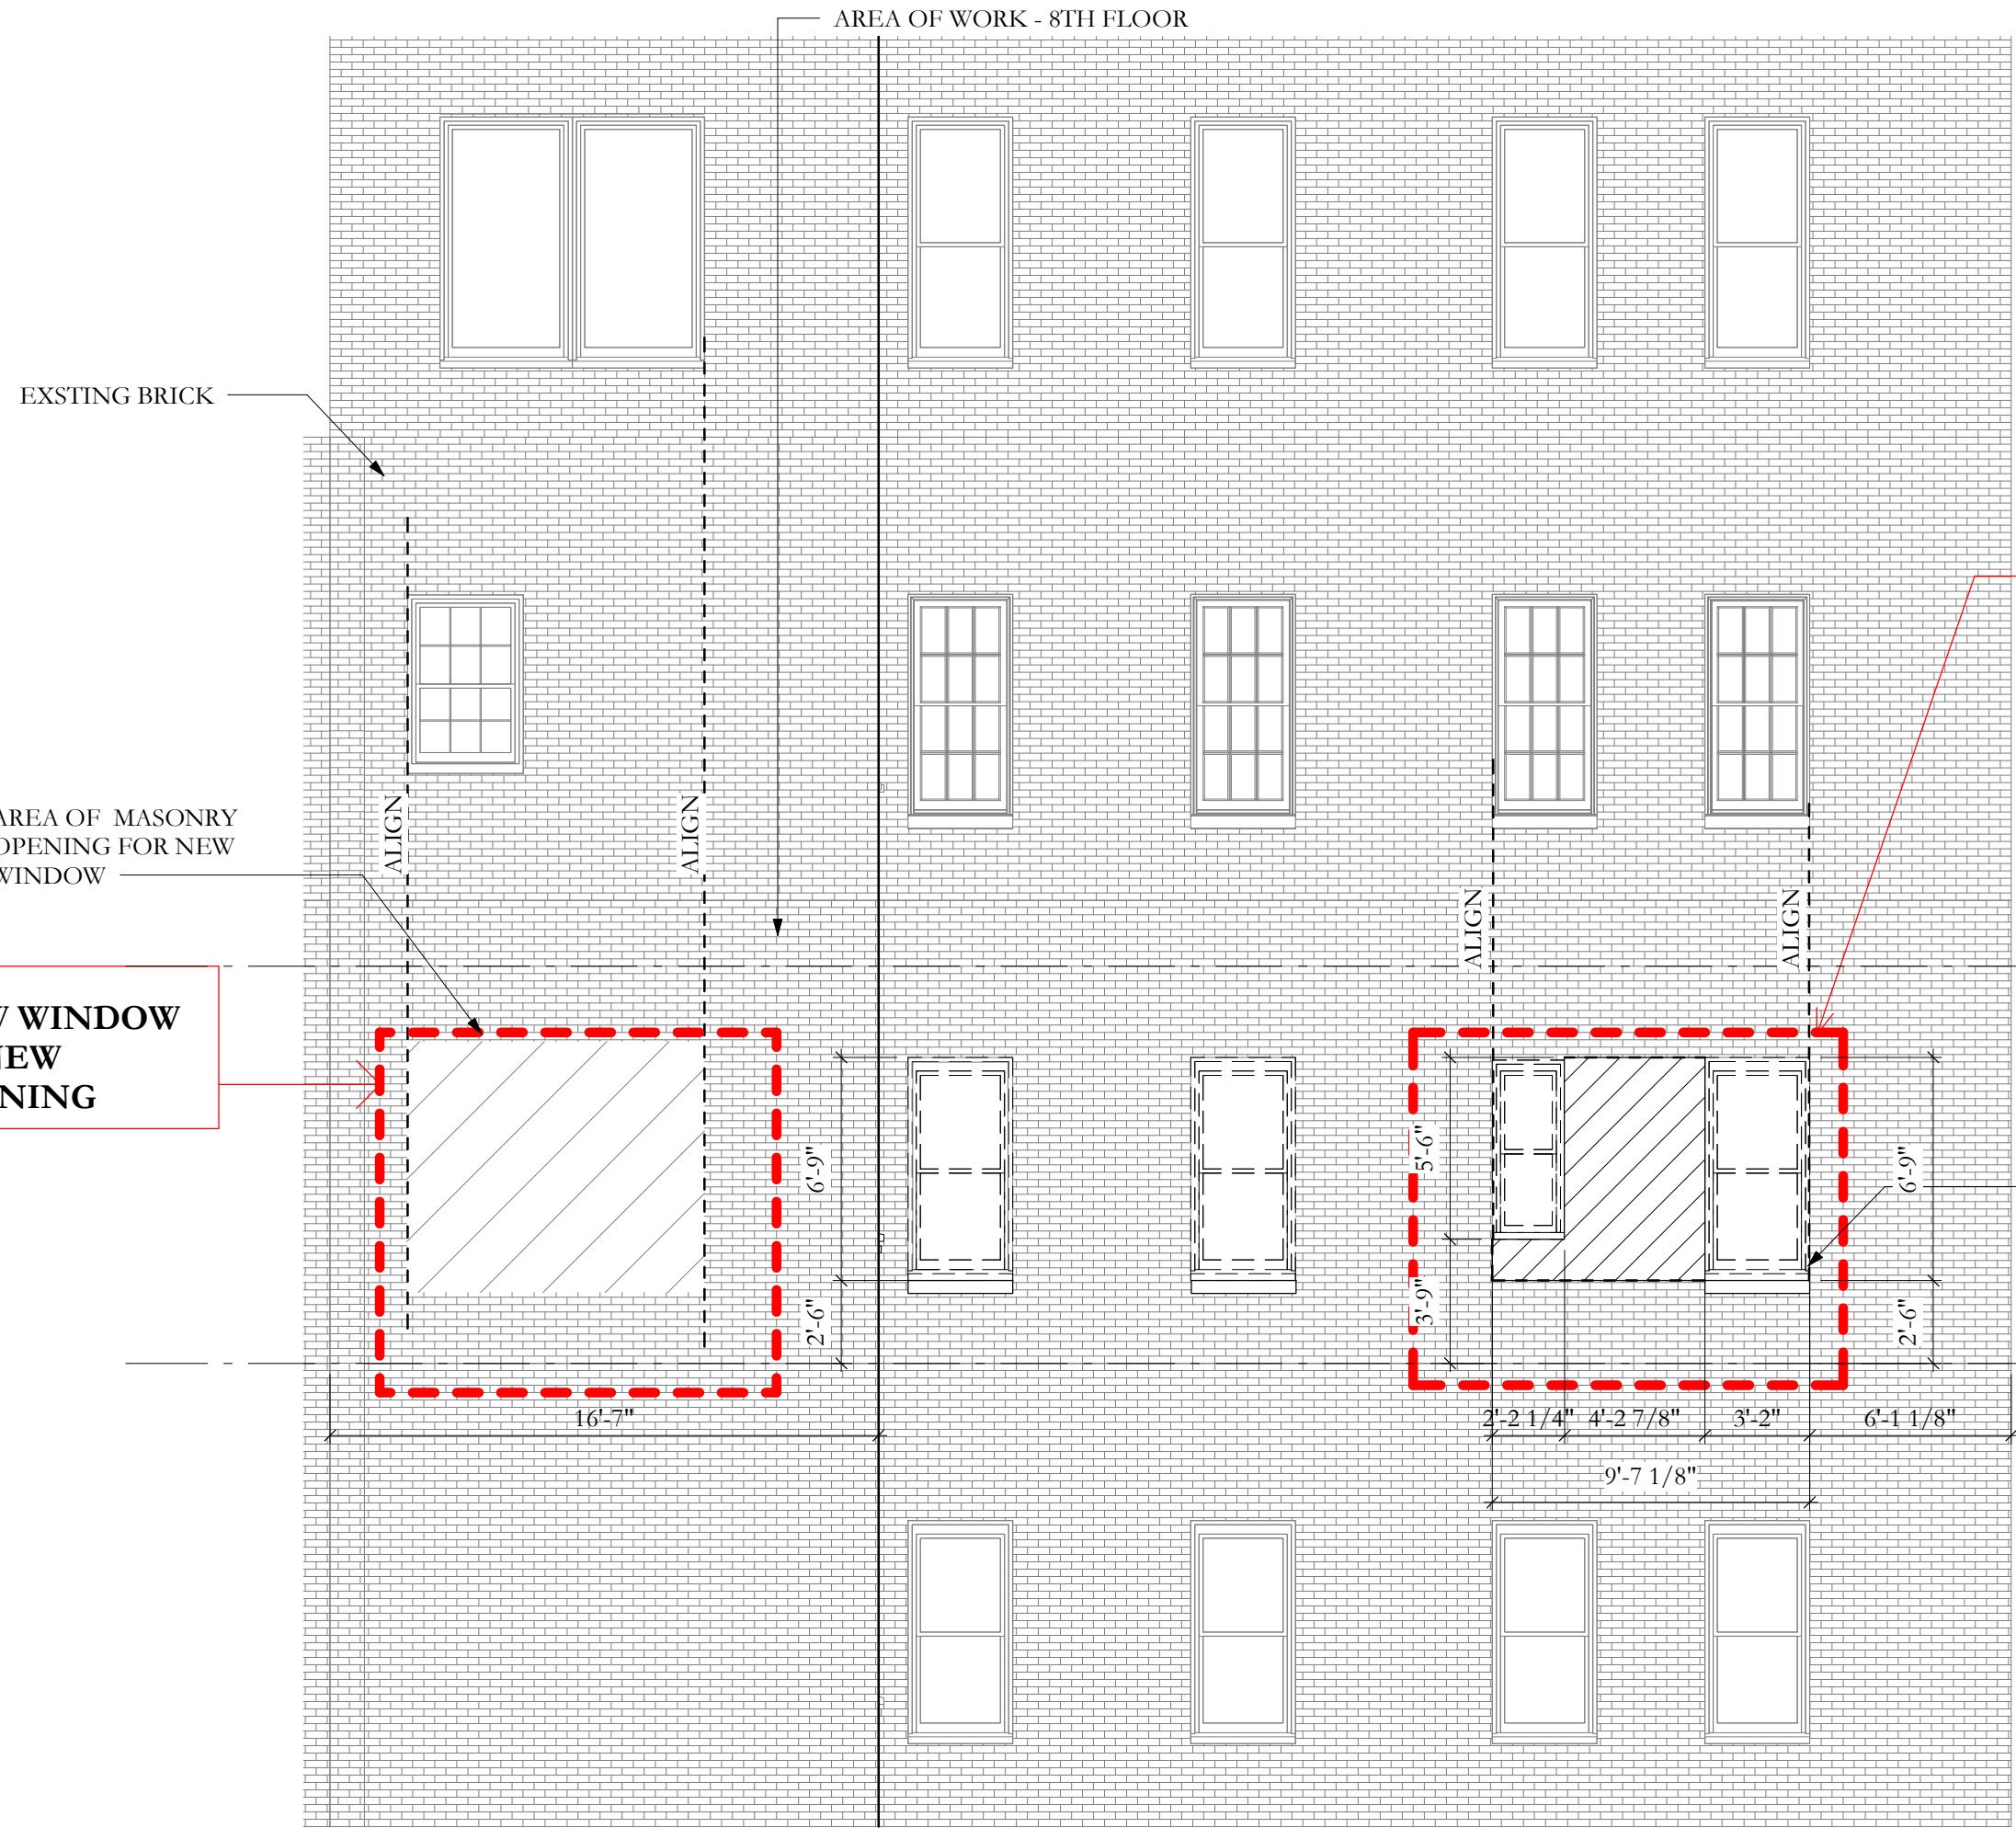 AREA OF WORK - 8TH FLOOR
EXSTING BRICK
AREA OF MASONRY
OPENING FOR NEW
WINDOW
ALIGN
ALIGN
ALIGN
ALIGN
WINDOW
NEW
6'-9"
2'-6"
5'-6"
3'-9"
6'-9"
2'-6"
16'-7"
2'-2 1/4"
4'-2 7/8"
3'-2"
6'-1 1/8"
9'-7 1/8"